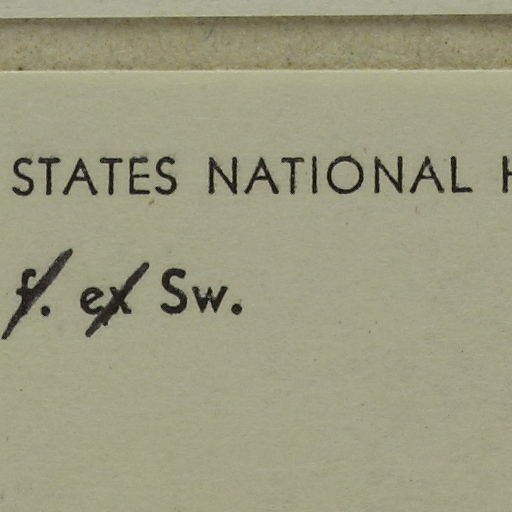 STATES NATIONAL H
f. ex Sw.